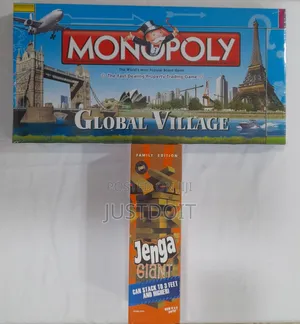 MONOPOLY
The World's Most Popular Board Game
The Fast-Dealing Property Trading Game
GLOBAL VILLAGE
FAMILY EDITION
JUSTDOIT
Jenga
GIANT
CAN STACK TO 3 FEET
AND HIGHER!